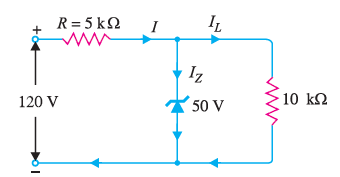 R = 5 kΩ
I
I_L
+
I_Z
120 V
50 V
10 kΩ
−